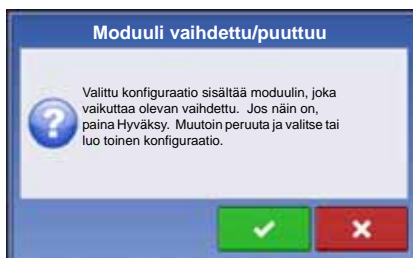 Moduuli vaihdettu/puuttuu
Valittu konfiguraatio sisältää moduulin, joka
vaikuttaa olevan vaihdettu. Jos näin on,
paina Hyväksy. Muutoin peruuta ja valitse tai
luo toinen konfiguraatio.